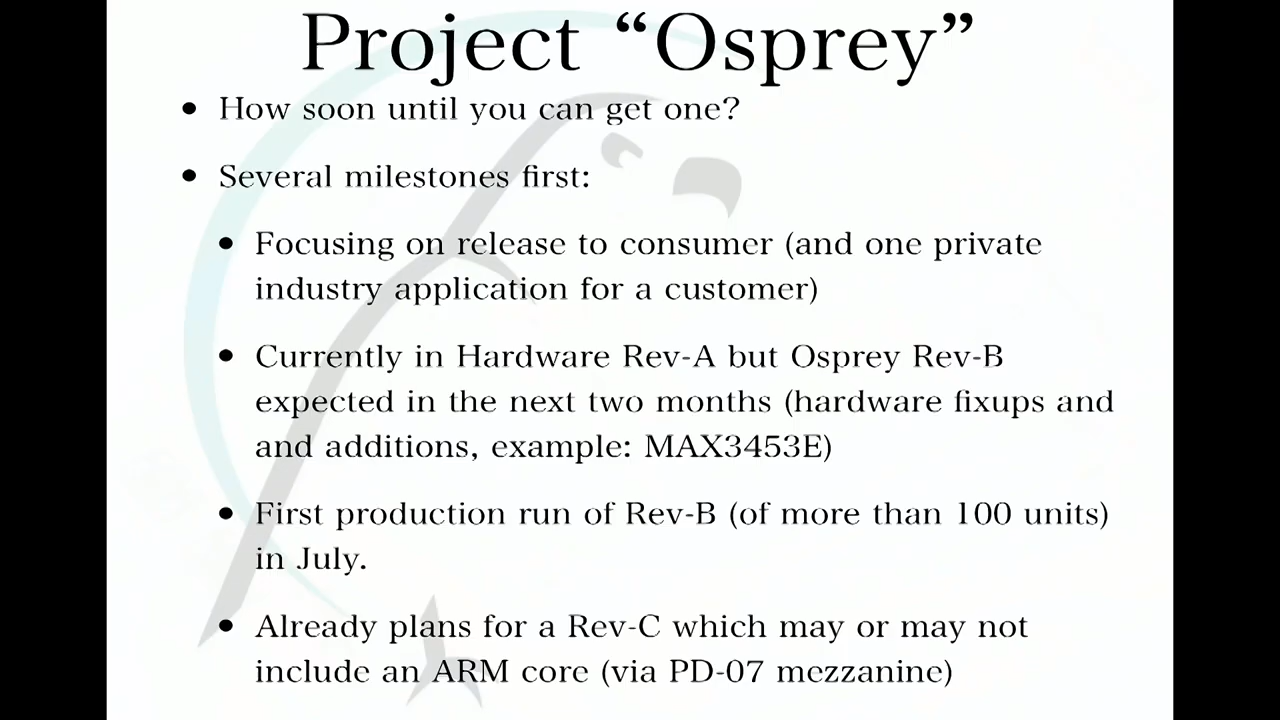 Project “Osprey”
• How soon until you can get one?
• Several milestones first:
• Focusing on release to consumer (and one private
industry application for a customer)
• Currently in Hardware Rev-A but Osprey Rev-B
expected in the next two months (hardware fixups and
and additions, example: MAX3453E)
• First production run of Rev-B (of more than 100 units)
in July.
• Already plans for a Rev-C which may or may not
include an ARM core (via PD-07 mezzanine)